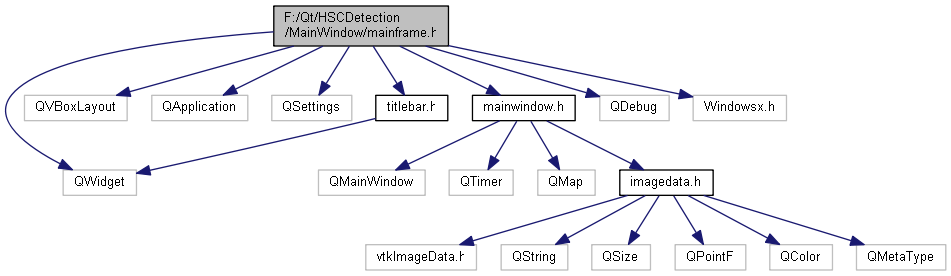 F:/Qt/HSCDetection
/MainWindow/mainframe.h
QVBoxLayout
QApplication
QSettings
titlebar.h
mainwindow.h
QDebug
Windowsx.h
QWidget
QMainWindow
QTimer
QMap
imagedata.h
vtkImageData.h
QString
QSize
QPointF
QColor
QMetaType